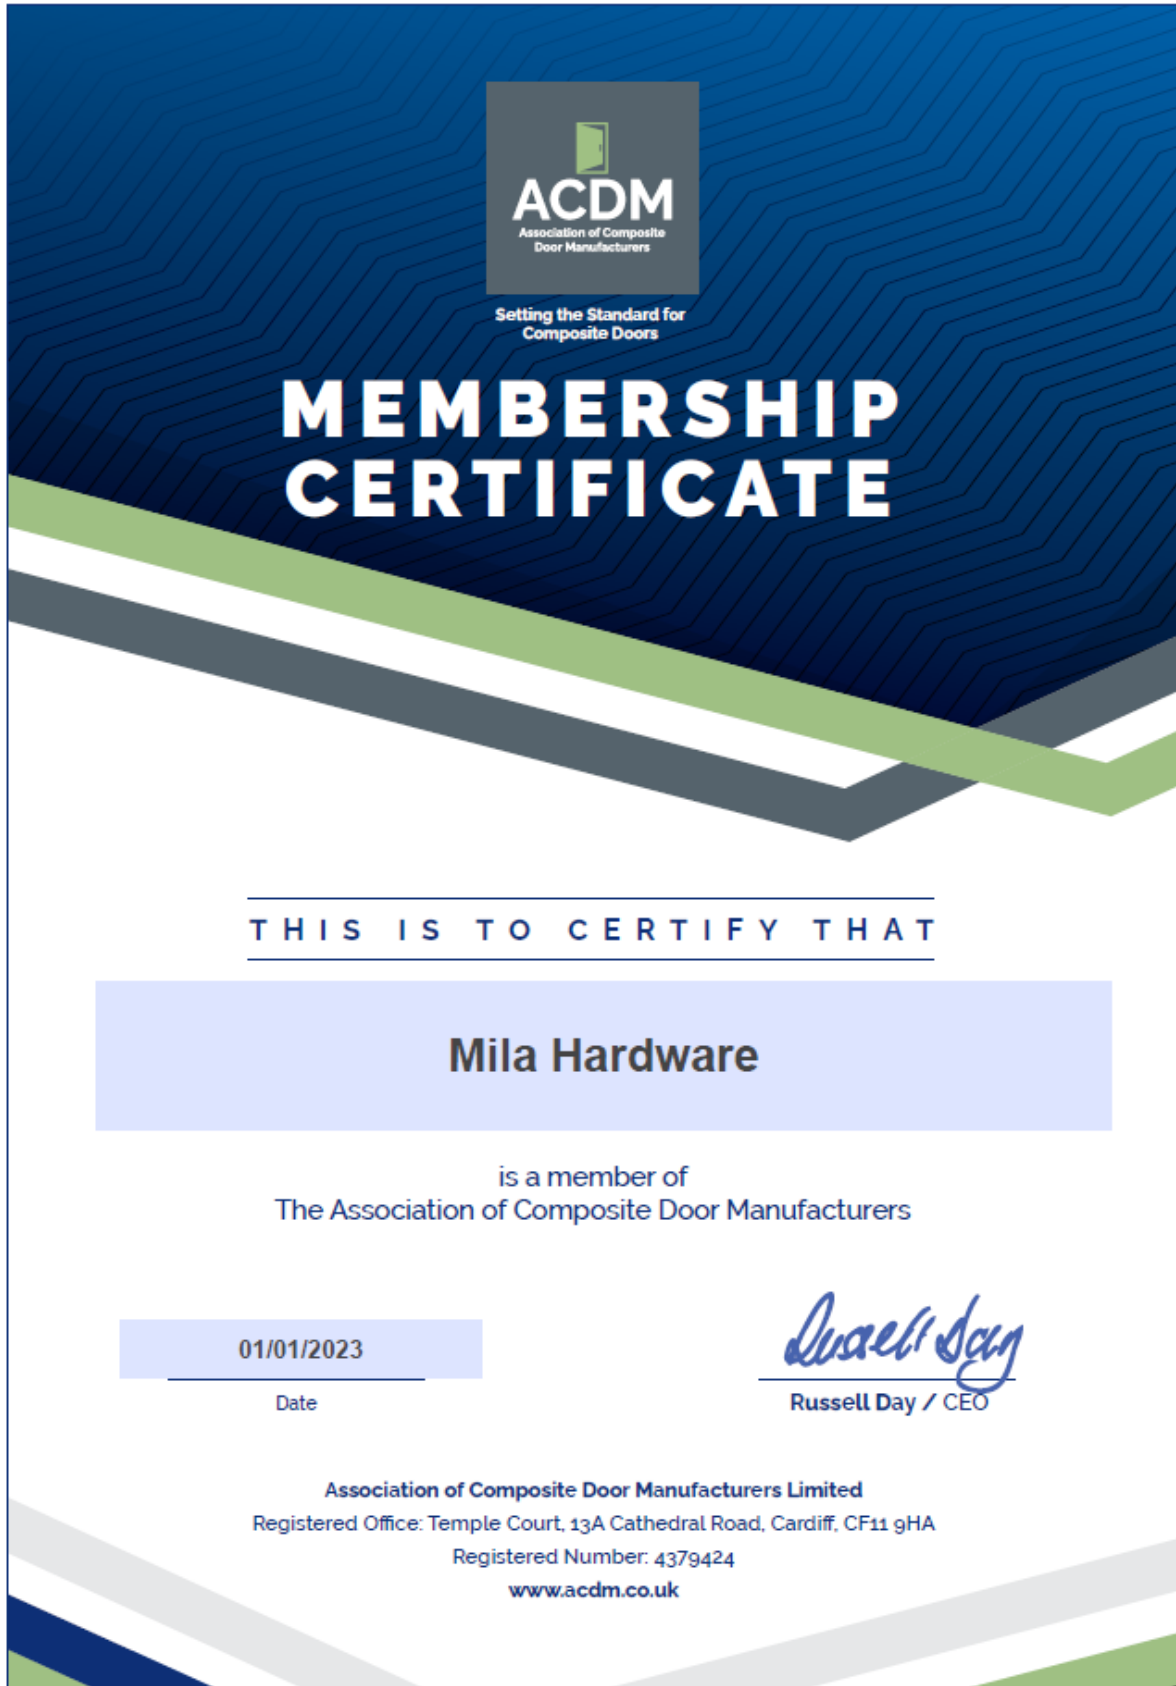 ACDM
Association of Composite
Door Manufacturers
Setting the Standard for
Composite Doors
MEMBERSHIP
CERTIFICATE
THIS IS TO CERTIFY THAT
Mila Hardware
is a member of
The Association of Composite Door Manufacturers
01/01/2023
Date
Russell Day
Russell Day / CEO
Association of Composite Door Manufacturers Limited
Registered Office: Temple Court, 13A Cathedral Road, Cardiff, CF11 9HA
Registered Number: 4379424
www.acdm.co.uk